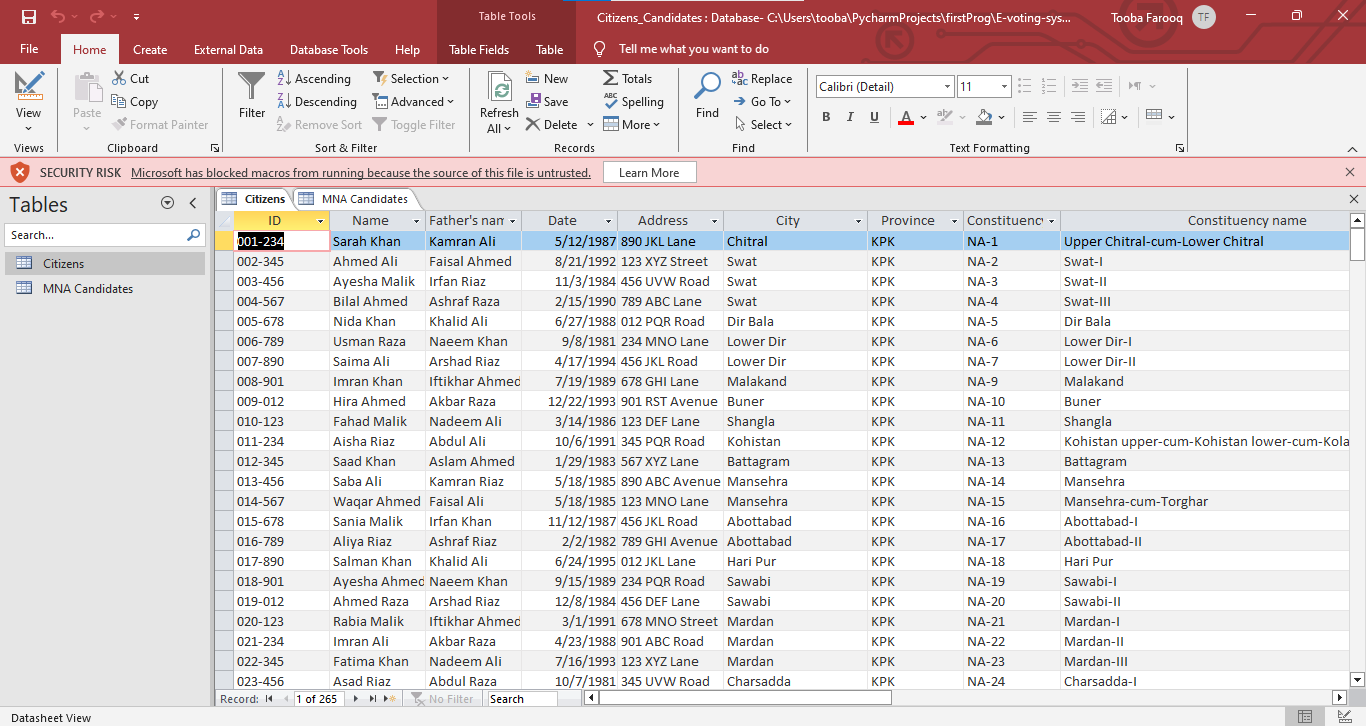 Table Tools
Citizens_Candidates : Database- C:\Users\tooba\PycharmProjects\firstProg\E-voting-sys...
Tooba Farooq TF
File Home Create External Data Database Tools Help Table Fields Table Tell me what you want to do
View
Views
Paste
Cut
Copy
Format Painter
Clipboard
Filter
Ascending
Descending
Remove Sort
Selection
Advanced
Toggle Filter
Sort & Filter
Refresh
All
New
Save
Delete
Totals
Spelling
More
Records
Find
Replace
Go To
Select
Find
Calibri (Detail) 11
B I U A
Text Formatting
SECURITY RISK Microsoft has blocked macros from running because the source of this file is untrusted. Learn More
Tables
Search...
Citizens
MNA Candidates
Citizens MNA Candidates
ID Name Father's nam Date Address City Province Constituency Constituency name
001-234 Sarah Khan Kamran Ali 5/12/1987 890 JKL Lane Chitral KPK NA-1 Upper Chitral-cum-Lower Chitral
002-345 Ahmed Ali Faisal Ahmed 8/21/1992 123 XYZ Street Swat KPK NA-2 Swat-I
003-456 Ayesha Malik Irfan Riaz 11/3/1984 456 UVW Road Swat KPK NA-3 Swat-II
004-567 Bilal Ahmed Ashraf Raza 2/15/1990 789 ABC Lane Swat KPK NA-4 Swat-III
005-678 Nida Khan Khalid Ali 6/27/1988 012 PQR Road Dir Bala KPK NA-5 Dir Bala
006-789 Usman Raza Naeem Khan 9/8/1981 234 MNO Lane Lower Dir KPK NA-6 Lower Dir-I
007-890 Saima Ali Arshad Riaz 4/17/1994 456 JKL Road Lower Dir KPK NA-7 Lower Dir-II
008-901 Imran Khan Iftikhar Ahmed 7/19/1989 678 GHI Lane Malakand KPK NA-9 Malakand
009-012 Hira Ahmed Akbar Raza 12/22/1993 901 RST Avenue Buner KPK NA-10 Buner
010-123 Fahad Malik Nadeem Ali 3/14/1986 123 DEF Lane Shangla KPK NA-11 Shangla
011-234 Aisha Riaz Abdul Ali 10/6/1991 345 PQR Road Kohistan KPK NA-12 Kohistan upper-cum-Kohistan lower-cum-Kola
012-345 Saad Khan Aslam Ahmed 1/29/1983 567 XYZ Lane Battagram KPK NA-13 Battagram
013-456 Saba Ali Kamran Riaz 5/18/1985 890 ABC Avenue Mansehra KPK NA-14 Mansehra
014-567 Waqar Ahmed Faisal Ali 5/18/1985 123 MNO Lane Mansehra KPK NA-15 Mansehra-cum-Torghar
015-678 Sania Malik Irfan Khan 11/12/1987 456 JKL Road Abottabad KPK NA-16 Abottabad-I
016-789 Aliya Riaz Ashraf Riaz 2/2/1982 789 GHI Avenue Abottabad KPK NA-17 Abottabad-II
017-890 Salman Khan Khalid Ali 6/24/1995 012 JKL Lane Hari Pur KPK NA-18 Hari Pur
018-901 Ayesha Ahmed Naeem Khan 9/15/1989 234 PQR Road Sawabi KPK NA-19 Sawabi-I
019-012 Ahmed Raza Arshad Riaz 12/8/1984 456 DEF Lane Sawabi KPK NA-20 Sawabi-II
020-123 Rabia Malik Iftikhar Ahmed 3/1/1991 678 MNO Street Mardan KPK NA-21 Mardan-I
021-234 Imran Ali Akbar Raza 4/23/1988 901 ABC Road Mardan KPK NA-22 Mardan-II
022-345 Fatima Khan Nadeem Ali 7/16/1993 123 XYZ Lane Mardan KPK NA-23 Mardan-III
023-456 Asad Riaz Abdul Raza 10/7/1981 345 UVW Road Charsadda KPK NA-24 Charsadda-I
Record: 1 of 265 No Filter Search
Datasheet View